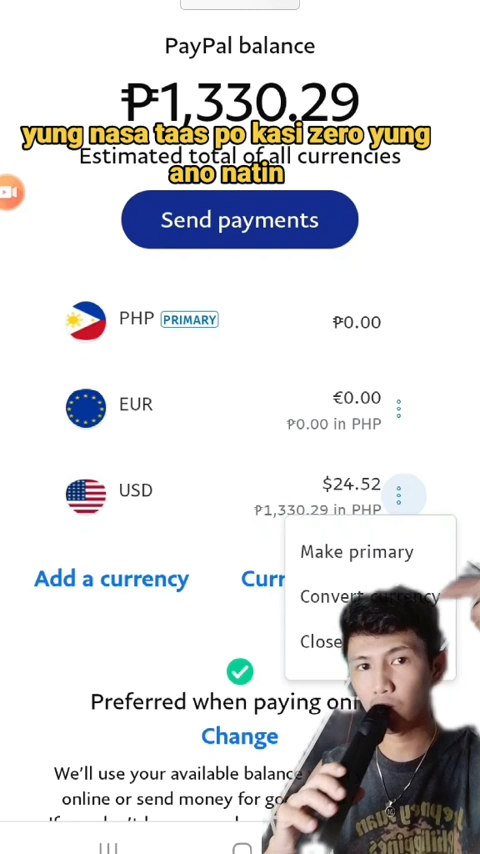 PayPal balance
₱1,330.29
yung nasa taas po kasi zero yung
Estimated total of all currencies
ano natin
Send payments
PHP PRIMARY
₱0.00
EUR
€0.00
₱0.00 in PHP
USD
$24.52
₱1,330.29 in PHP
Make primary
Add a currency
Convert currency
Close
Preferred when paying
Change
We'll use your available balance
online or send money for